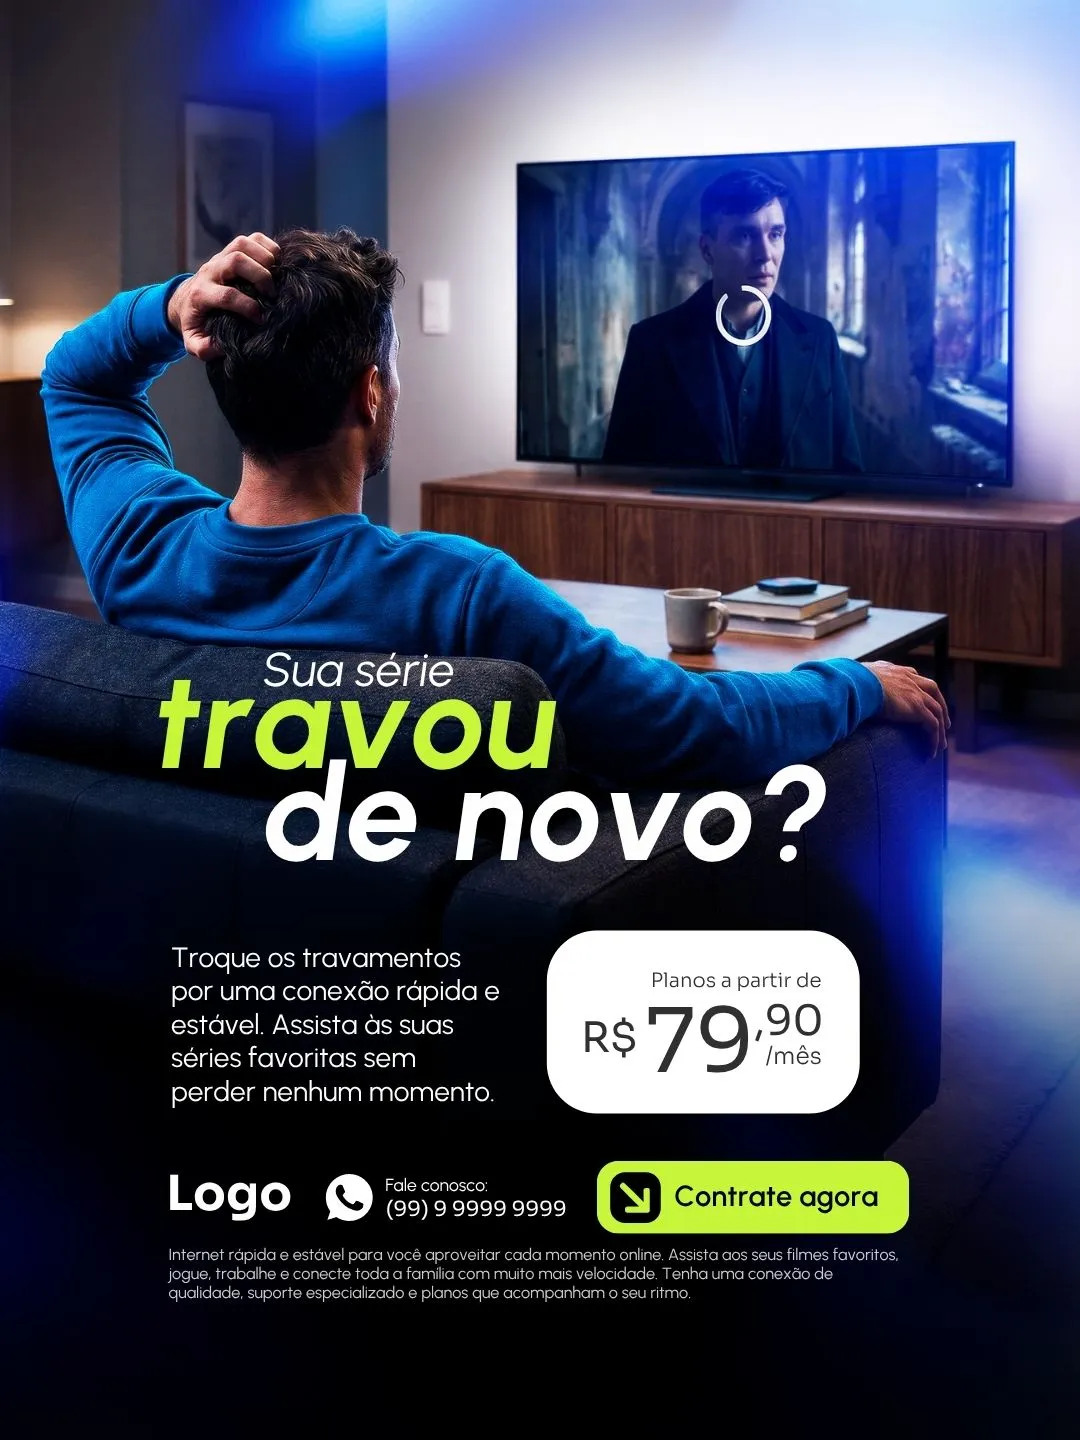 Sua série
travou
de novo?
Troque os travamentos
por uma conexão rápida e
estável. Assista às suas
séries favoritas sem
perder nenhum momento.
Planos a partir de
R$ 79,90
/mês
Logo
Fale conosco:
(99) 9 9999 9999
Contrate agora
Internet rápida e estável para você aproveitar cada momento online. Assista aos seus filmes favoritos,
jogue, trabalhe e conecte toda a família com muito mais velocidade. Tenha uma conexão de
qualidade, suporte especializado e planos que acompanham o seu ritmo.